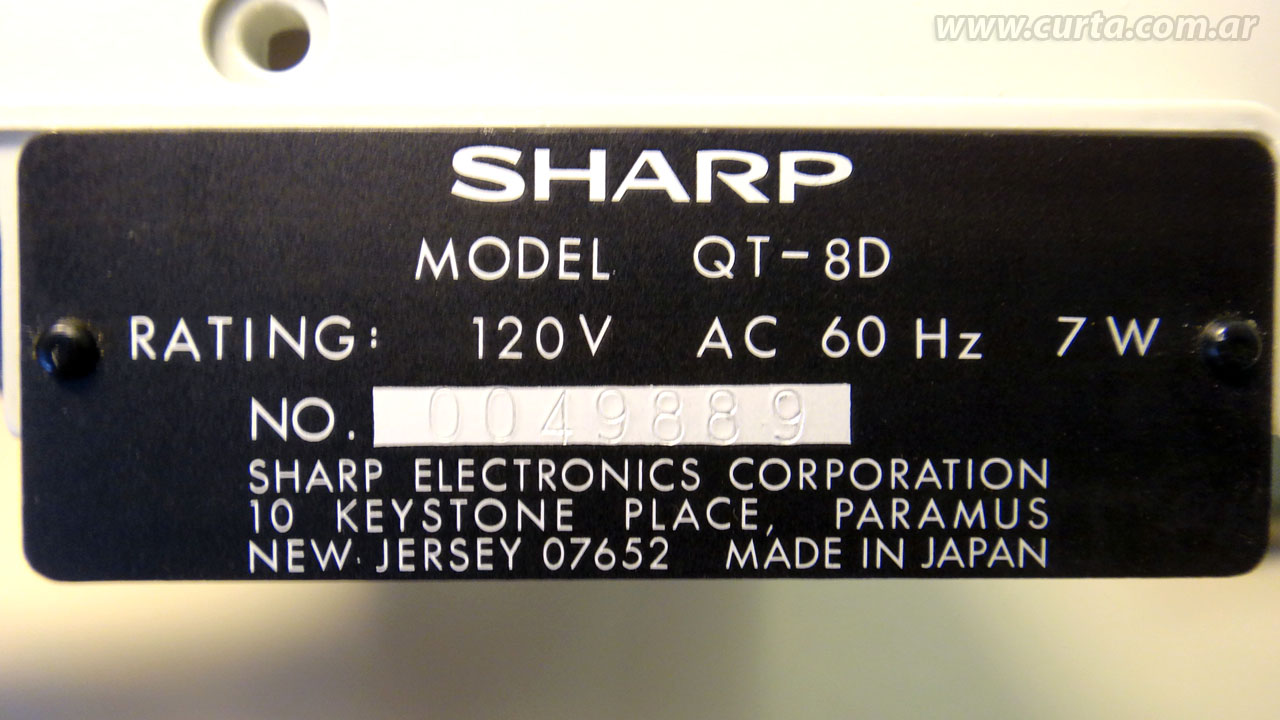 www.curta.com.ar
SHARP
MODEL QT-8D
RATING: 120V AC 60 Hz 7 W
NO. 0049889
SHARP ELECTRONICS CORPORATION
10 KEYSTONE PLACE, PARAMUS
NEW JERSEY 07652 MADE IN JAPAN